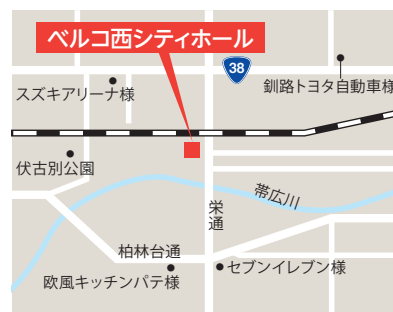 ベルコ西シティホール
38
スズキアリーナ様
釧路トヨタ自動車様
伏古別公園
帯広川
栄通
柏林台通
セブンイレブン様
欧風キッチンパテ様